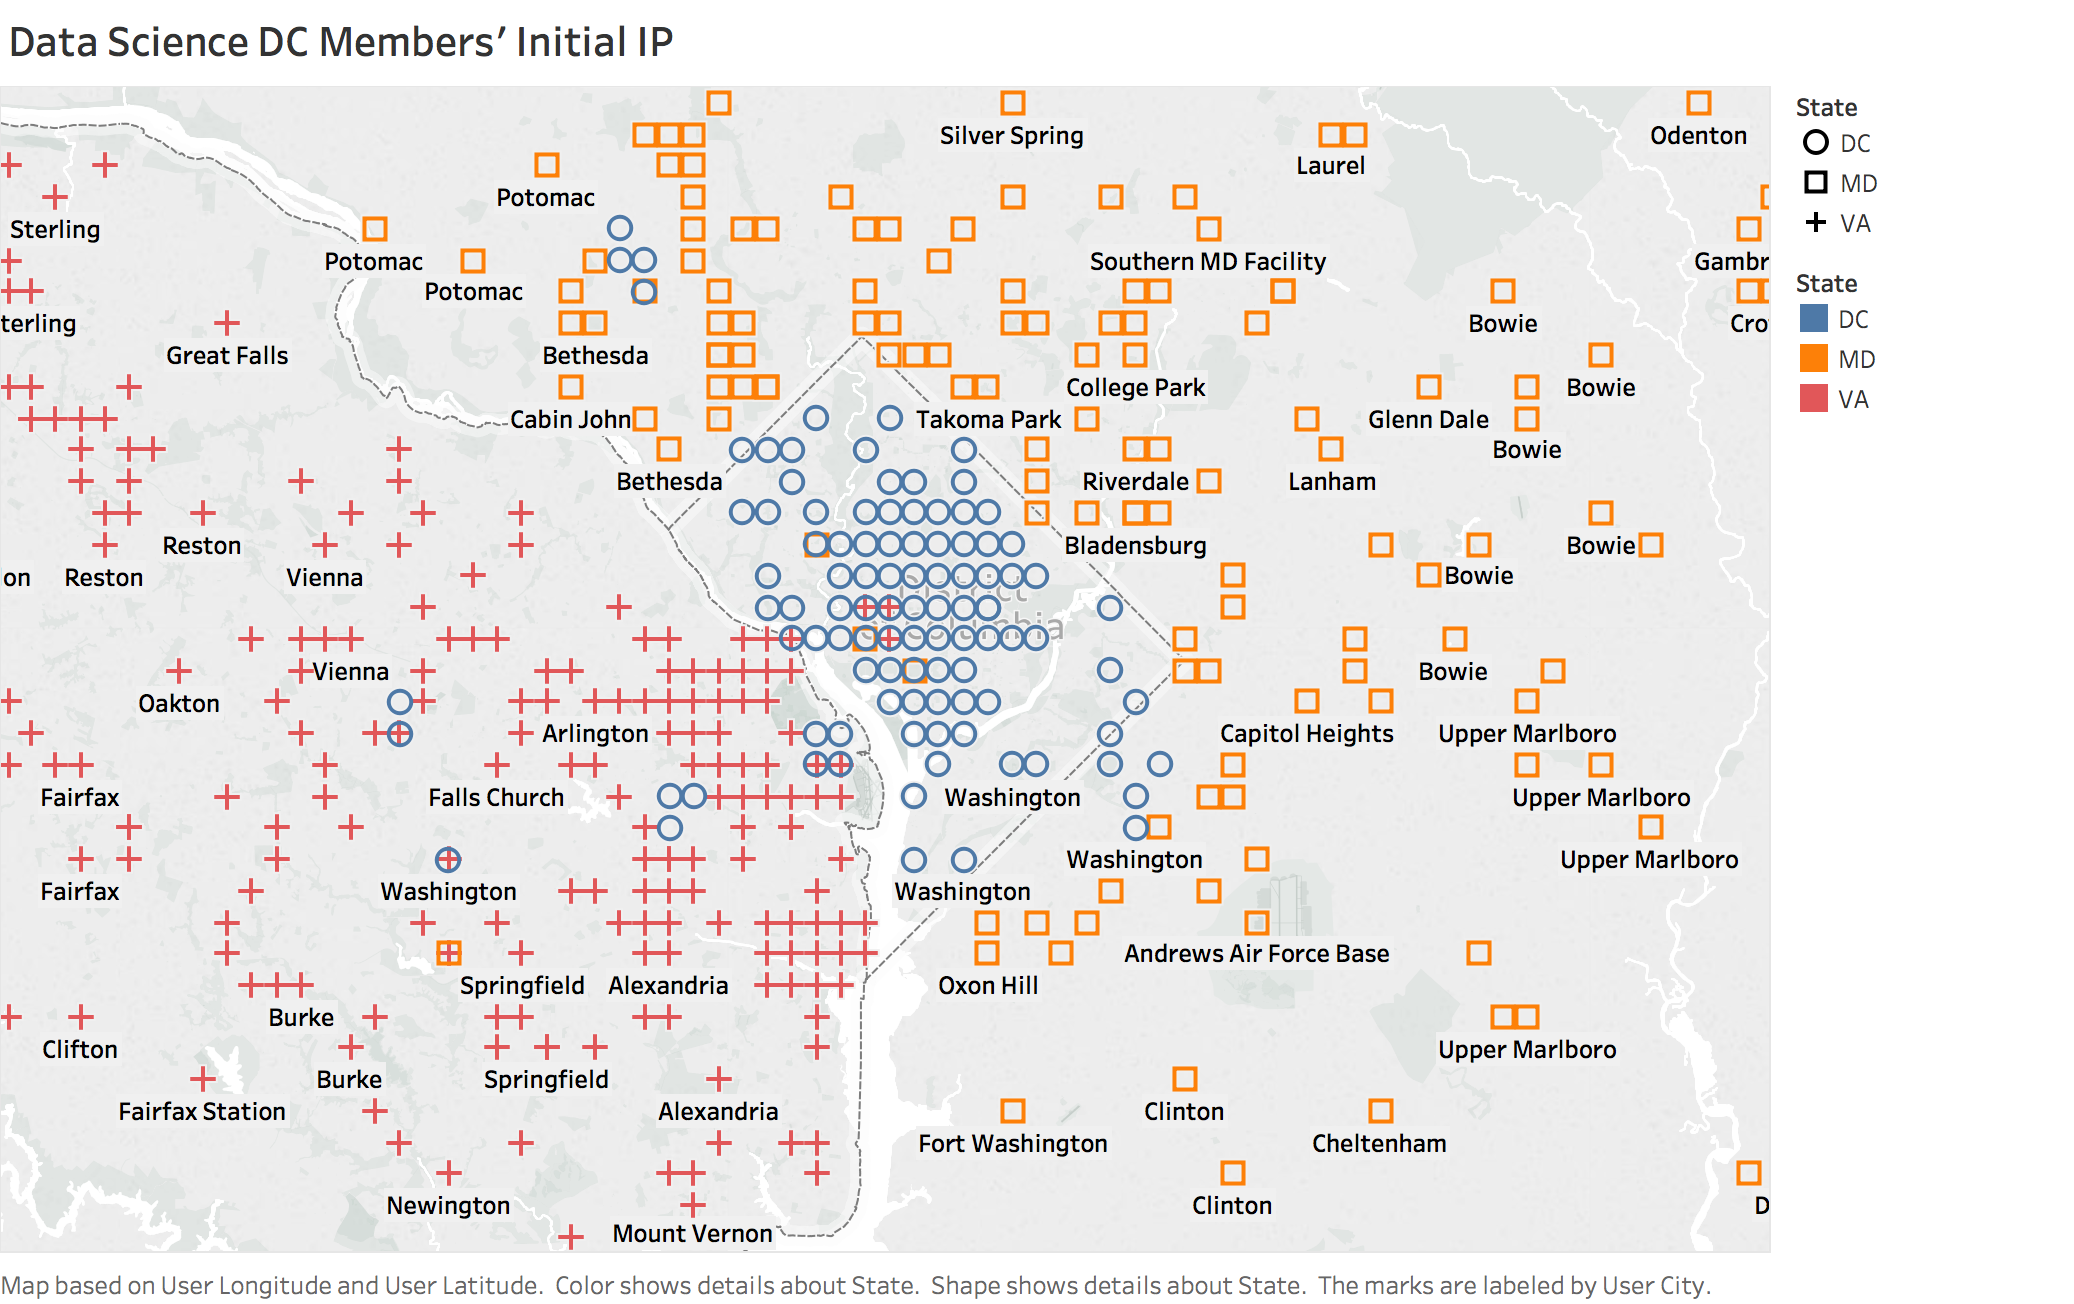 Data Science DC Members’ Initial IP
State
DC
MD
VA
State
DC
MD
VA
Silver Spring
Odenton
Laurel
Potomac
Sterling
Potomac
Southern MD Facility
Gambr
Potomac
terling
Bowie
Cro
Great Falls
Bethesda
College Park
Bowie
Cabin John
Takoma Park
Glenn Dale
Bowie
Bethesda
Riverdale
Lanham
Reston
Bladensburg
Bowie
on
Reston
Vienna
Bowie
District
of Columbia
Vienna
Bowie
Oakton
Arlington
Capitol Heights
Upper Marlboro
Fairfax
Falls Church
Washington
Upper Marlboro
Washington
Upper Marlboro
Fairfax
Washington
Washington
Andrews Air Force Base
Springfield
Alexandria
Oxon Hill
Burke
Clifton
Upper Marlboro
Burke
Springfield
Fairfax Station
Alexandria
Clinton
Fort Washington
Cheltenham
Newington
Clinton
D
Mount Vernon
Map based on User Longitude and User Latitude.  Color shows details about State.  Shape shows details about State.  The marks are labeled by User City.